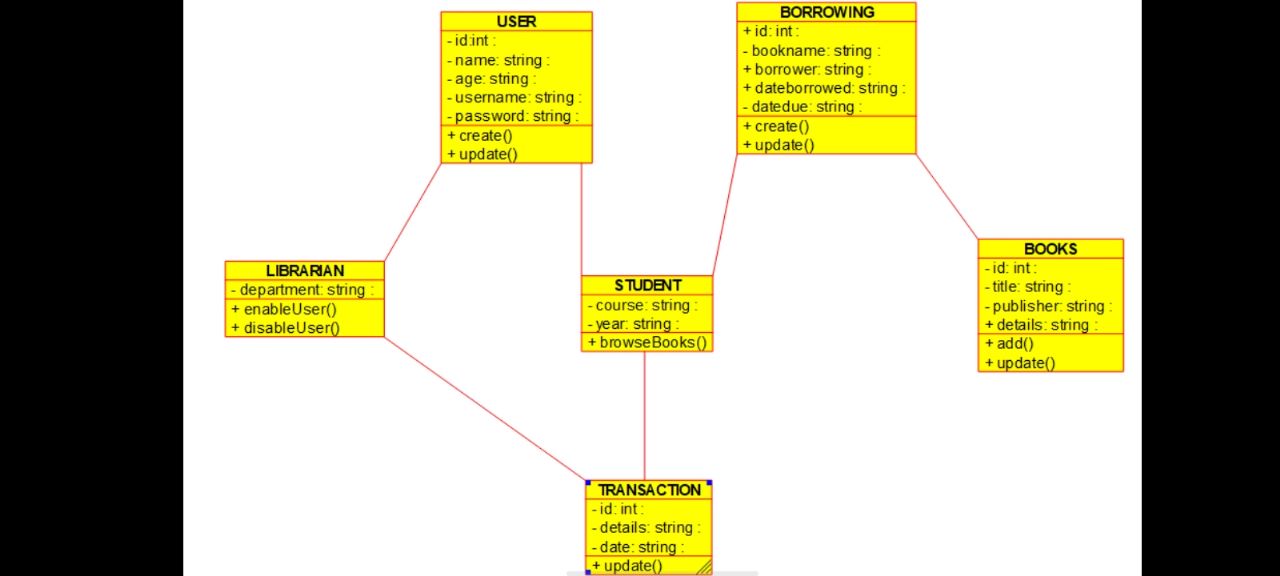 USER
- id:int :
- name: string :
- age: string :
- username: string :
- password: string :
+ create()
+ update()
BORROWING
+ id: int :
- bookname: string :
+ borrower: string :
+ dateborrowed: string :
- datedue: string :
+ create()
+ update()
LIBRARIAN
- department: string :
+ enableUser()
+ disableUser()
STUDENT
- course: string :
- year: string :
+ browseBooks()
BOOKS
- id: int :
- title: string :
- publisher: string :
+ details: string :
+ add()
+ update()
TRANSACTION
- id: int :
- details: string :
- date: string :
+ update()